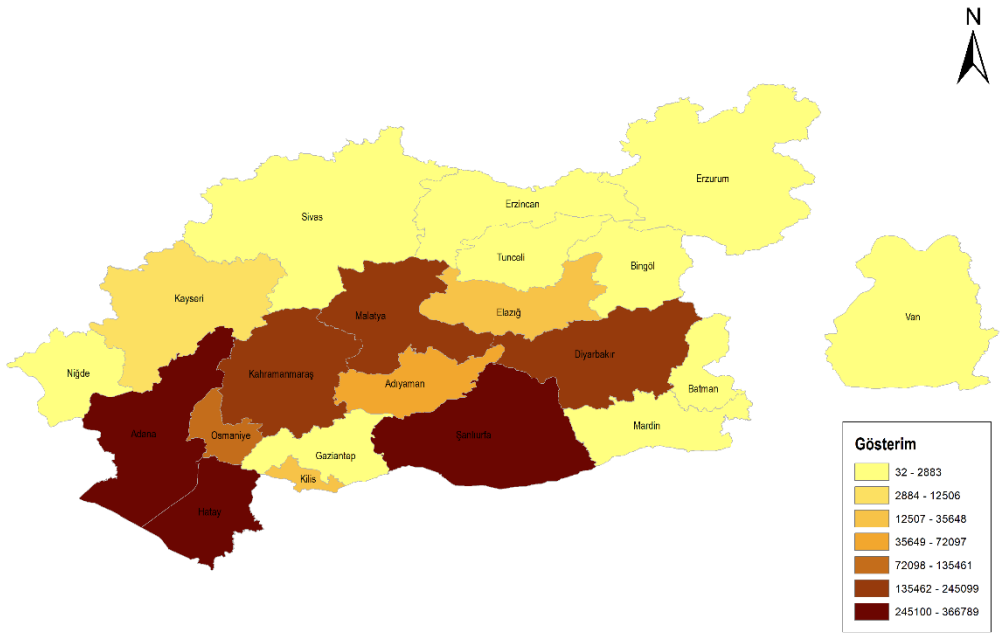 N
Erzurum
Erzincan
Sivas
Tunceli
Bingöl
Kayseri
Elazığ
Malatya
Van
Diyarbakır
Niğde
Kahramanmaraş
Adıyaman
Batman
Mardin
Adana
Osmaniye
Şanlıurfa
Gaziantep
Kilis
Hatay
Gösterim
32 - 2883
2884 - 12506
12507 - 35648
35649 - 72097
72098 - 135461
135462 - 245099
245100 - 366789